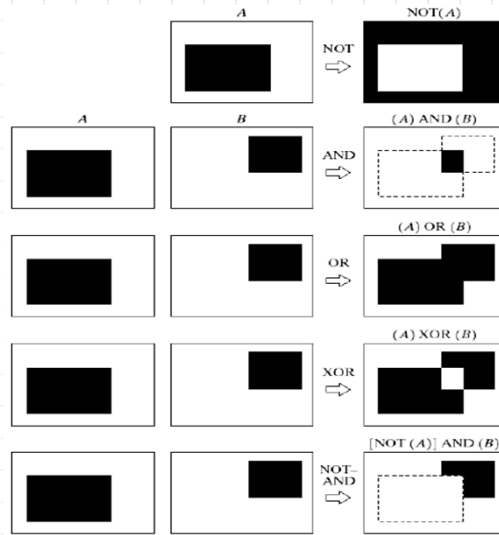 A
NOT(A)
NOT
A
B
(A) AND (B)
AND
(A) OR (B)
OR
(A) XOR (B)
XOR
[NOT (A)] AND (B)
NOT–
AND